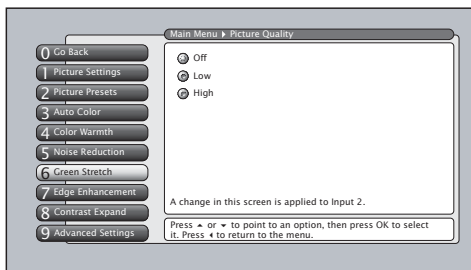 Main Menu ▸ Picture Quality
0 Go Back
1 Picture Settings
2 Picture Presets
3 Auto Color
4 Color Warmth
5 Noise Reduction
6 Green Stretch
7 Edge Enhancement
8 Contrast Expand
9 Advanced Settings
Off
Low
High
A change in this screen is applied to Input 2.
Press ▲ or ▼ to point to an option, then press OK to select
it. Press ◂ to return to the menu.